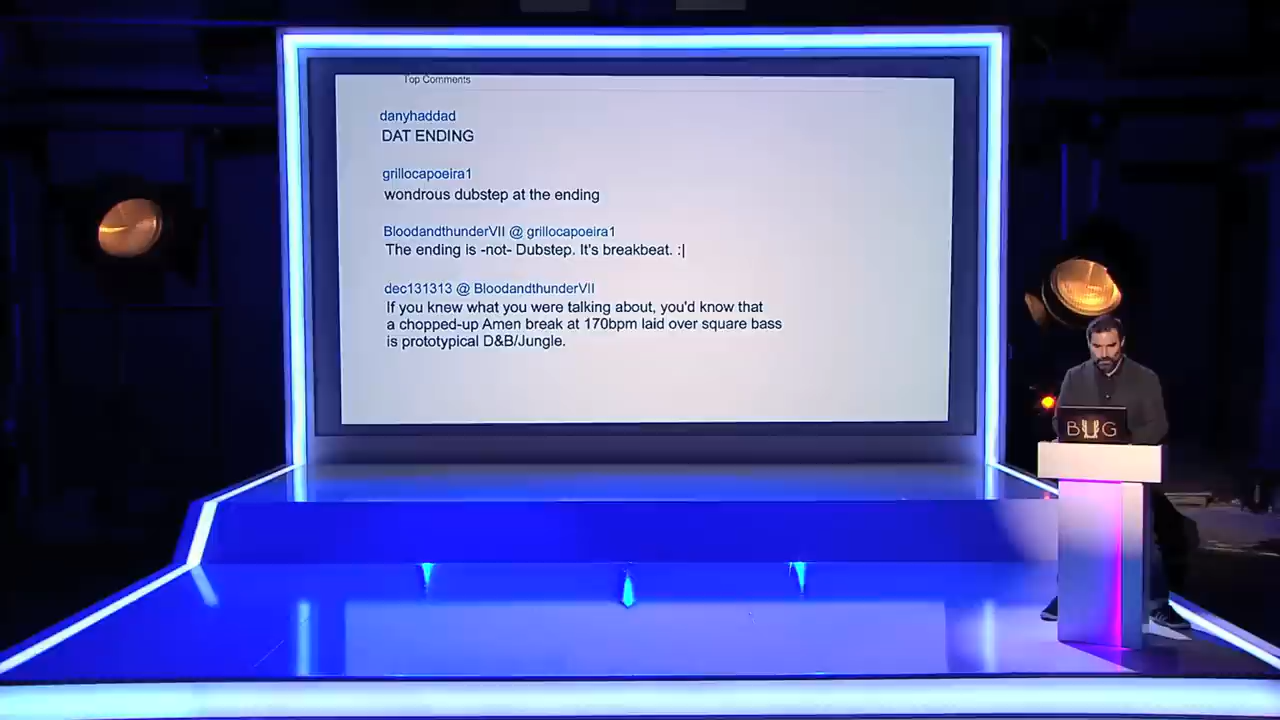 Top Comments
danyhaddad
DAT ENDING
grillocapoeira1
wondrous dubstep at the ending
BloodandthunderVII @ grillocapoeira1
The ending is -not- Dubstep. It's breakbeat. :|
dec131313 @ BloodandthunderVII
If you knew what you were talking about, you'd know that
a chopped-up Amen break at 170bpm laid over square bass
is prototypical D&B/Jungle.
BUG